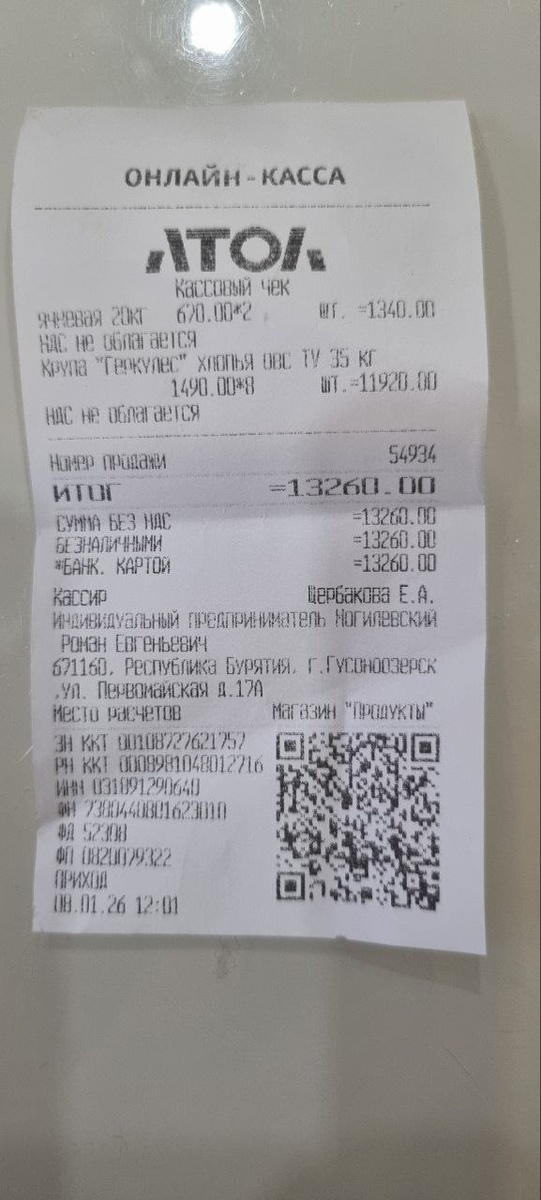 ОНЛАЙН-КАССА
АТОЛ
Кассовый чек
ячневая 20кг 670.00*2 шт. =1340.00
НДС не облагается
Крупа "Геркулес" хлопья овс ТУ 35 кг
1490.00*8 шт.=11920.00
НДС не облагается
Номер продажи 54934
ИТОГ =13260.00
СУММА БЕЗ НДС =13260.00
БЕЗНАЛИЧНЫМИ =13260.00
*БАНК. КАРТОЙ =13260.00
Кассир Щербакова Е.А.
Индивидуальный предприниматель Могилевский
Роман Евгеньевич
671160, Республика Бурятия, г.Гусоноозерск
,ул. Первомайская д.17А
Место расчетов Магазин "Продукты"
ЗН ККТ 00108727621757
РН ККТ 0008981048012716
ИНН 031091290640
ФН 7380440801623010
ФД 52308
ФП 0820079322
ПРИХОД
08.01.26 12:01